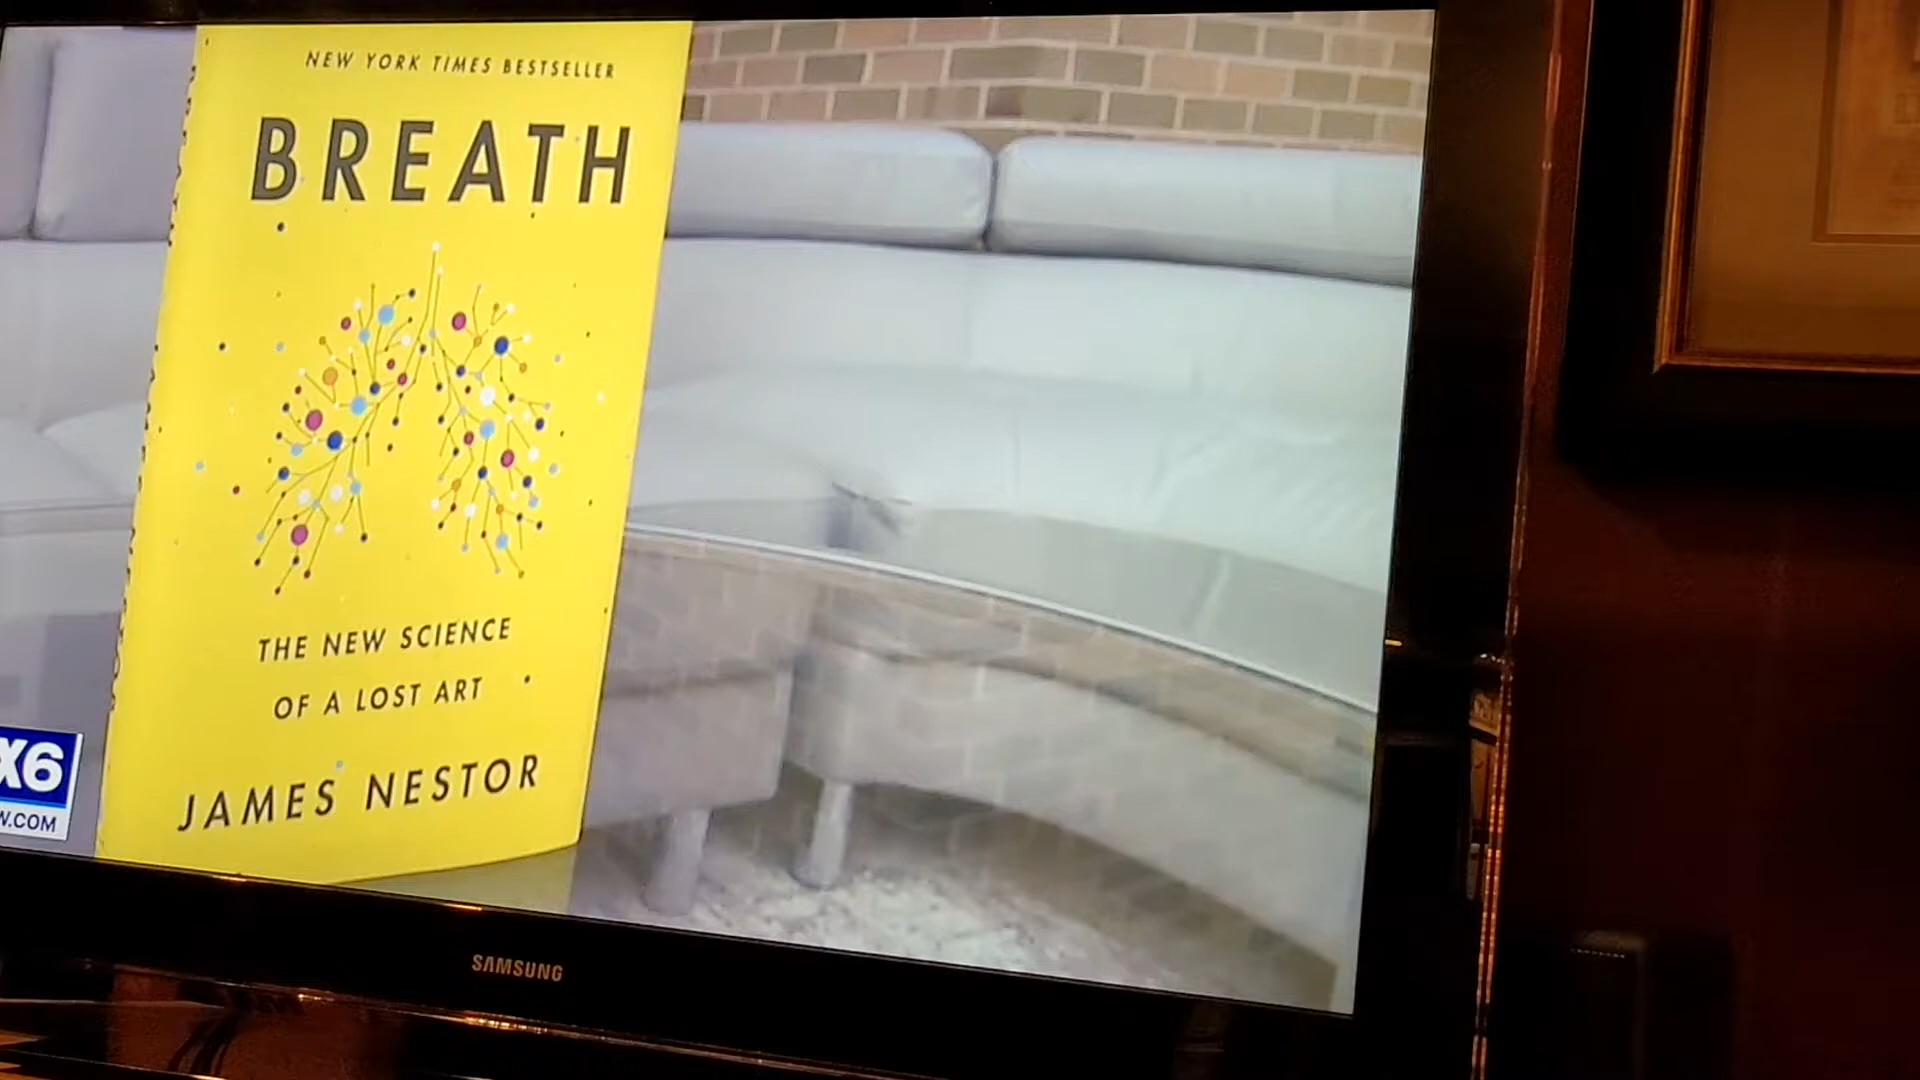 NEW YORK TIMES BESTSELLER
BREATH
THE NEW SCIENCE
OF A LOST ART
JAMES NESTOR
X6
W.COM
SAMSUNG